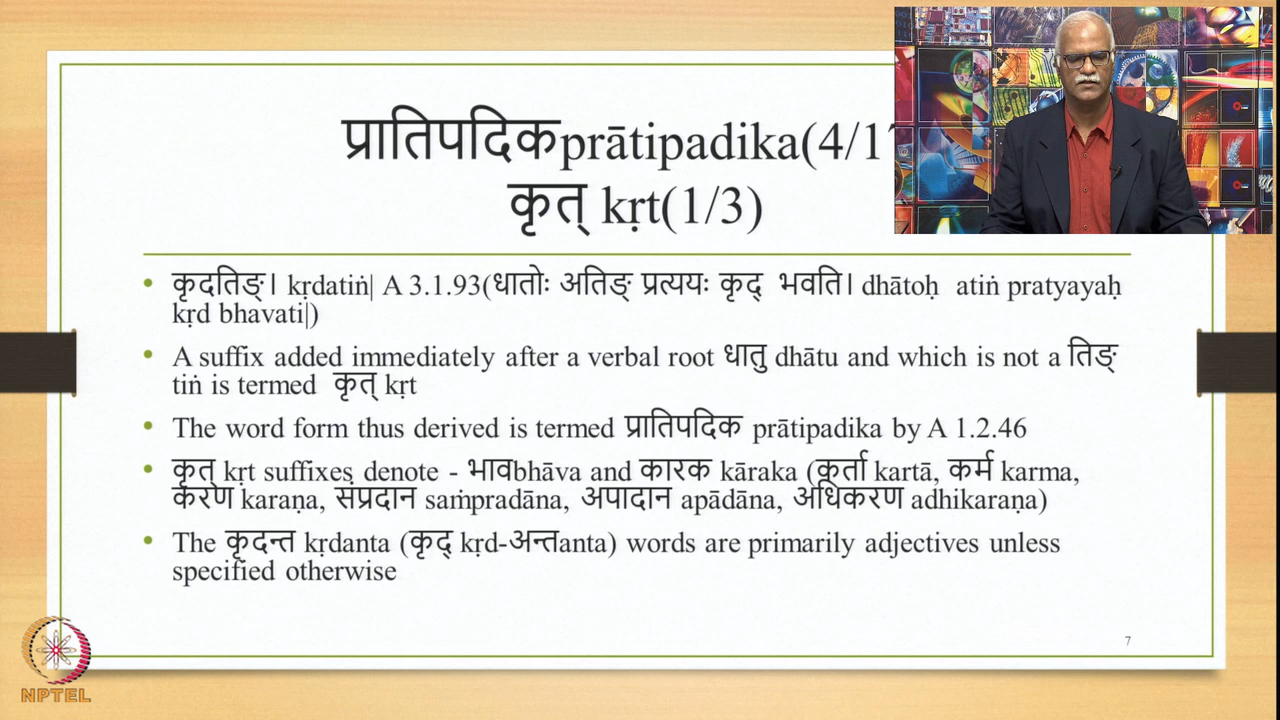 प्रातिपदिकprātipadika(4/1
कृत् kṛt(1/3)
• कृदतिङ्। kṛdatiṅ| A 3.1.93(धातोः अतिङ् प्रत्ययः कृद् भवति। dhātoḥ atiṅ pratyayaḥ
kṛd bhavati|)
• A suffix added immediately after a verbal root धातु dhātu and which is not a तिङ्
tiṅ is termed कृत् kṛt
• The word form thus derived is termed प्रातिपदिक prātipadika by A 1.2.46
• कृत् kṛt suffixes denote - भावbhāva and कारक kāraka (कर्ता kartā, कर्म karma,
करण karaṇa, संप्रदान saṁpradāna, अपादान apādāna, अधिकरण adhikaraṇa)
• The कृदन्त kṛdanta (कृद् kṛd-अन्तanta) words are primarily adjectives unless
specified otherwise
7
NPTEL